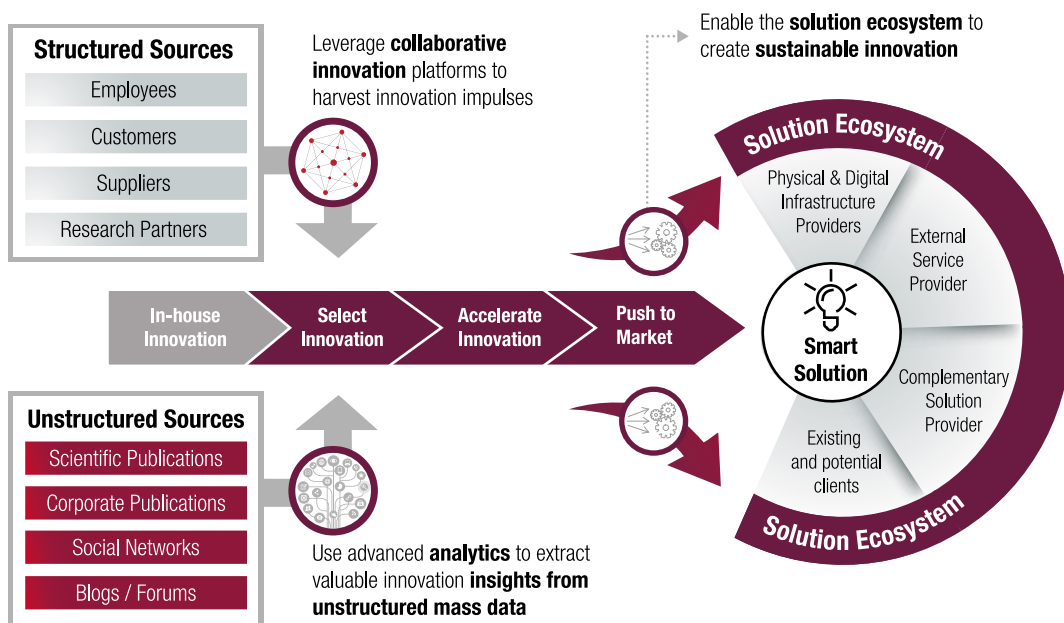 Structured Sources
Employees
Customers
Suppliers
Research Partners
Leverage collaborative
innovation platforms to
harvest innovation impulses
Enable the solution ecosystem to
create sustainable innovation
In-house
Innovation
Select
Innovation
Accelerate
Innovation
Push to
Market
Unstructured Sources
Scientific Publications
Corporate Publications
Social Networks
Blogs / Forums
Use advanced analytics to extract
valuable innovation insights from
unstructured mass data
Solution Ecosystem
Physical & Digital
Infrastructure
Providers
External
Service
Provider
Smart
Solution
Complementary
Solution
Provider
Existing
and potential
clients
Solution Ecosystem